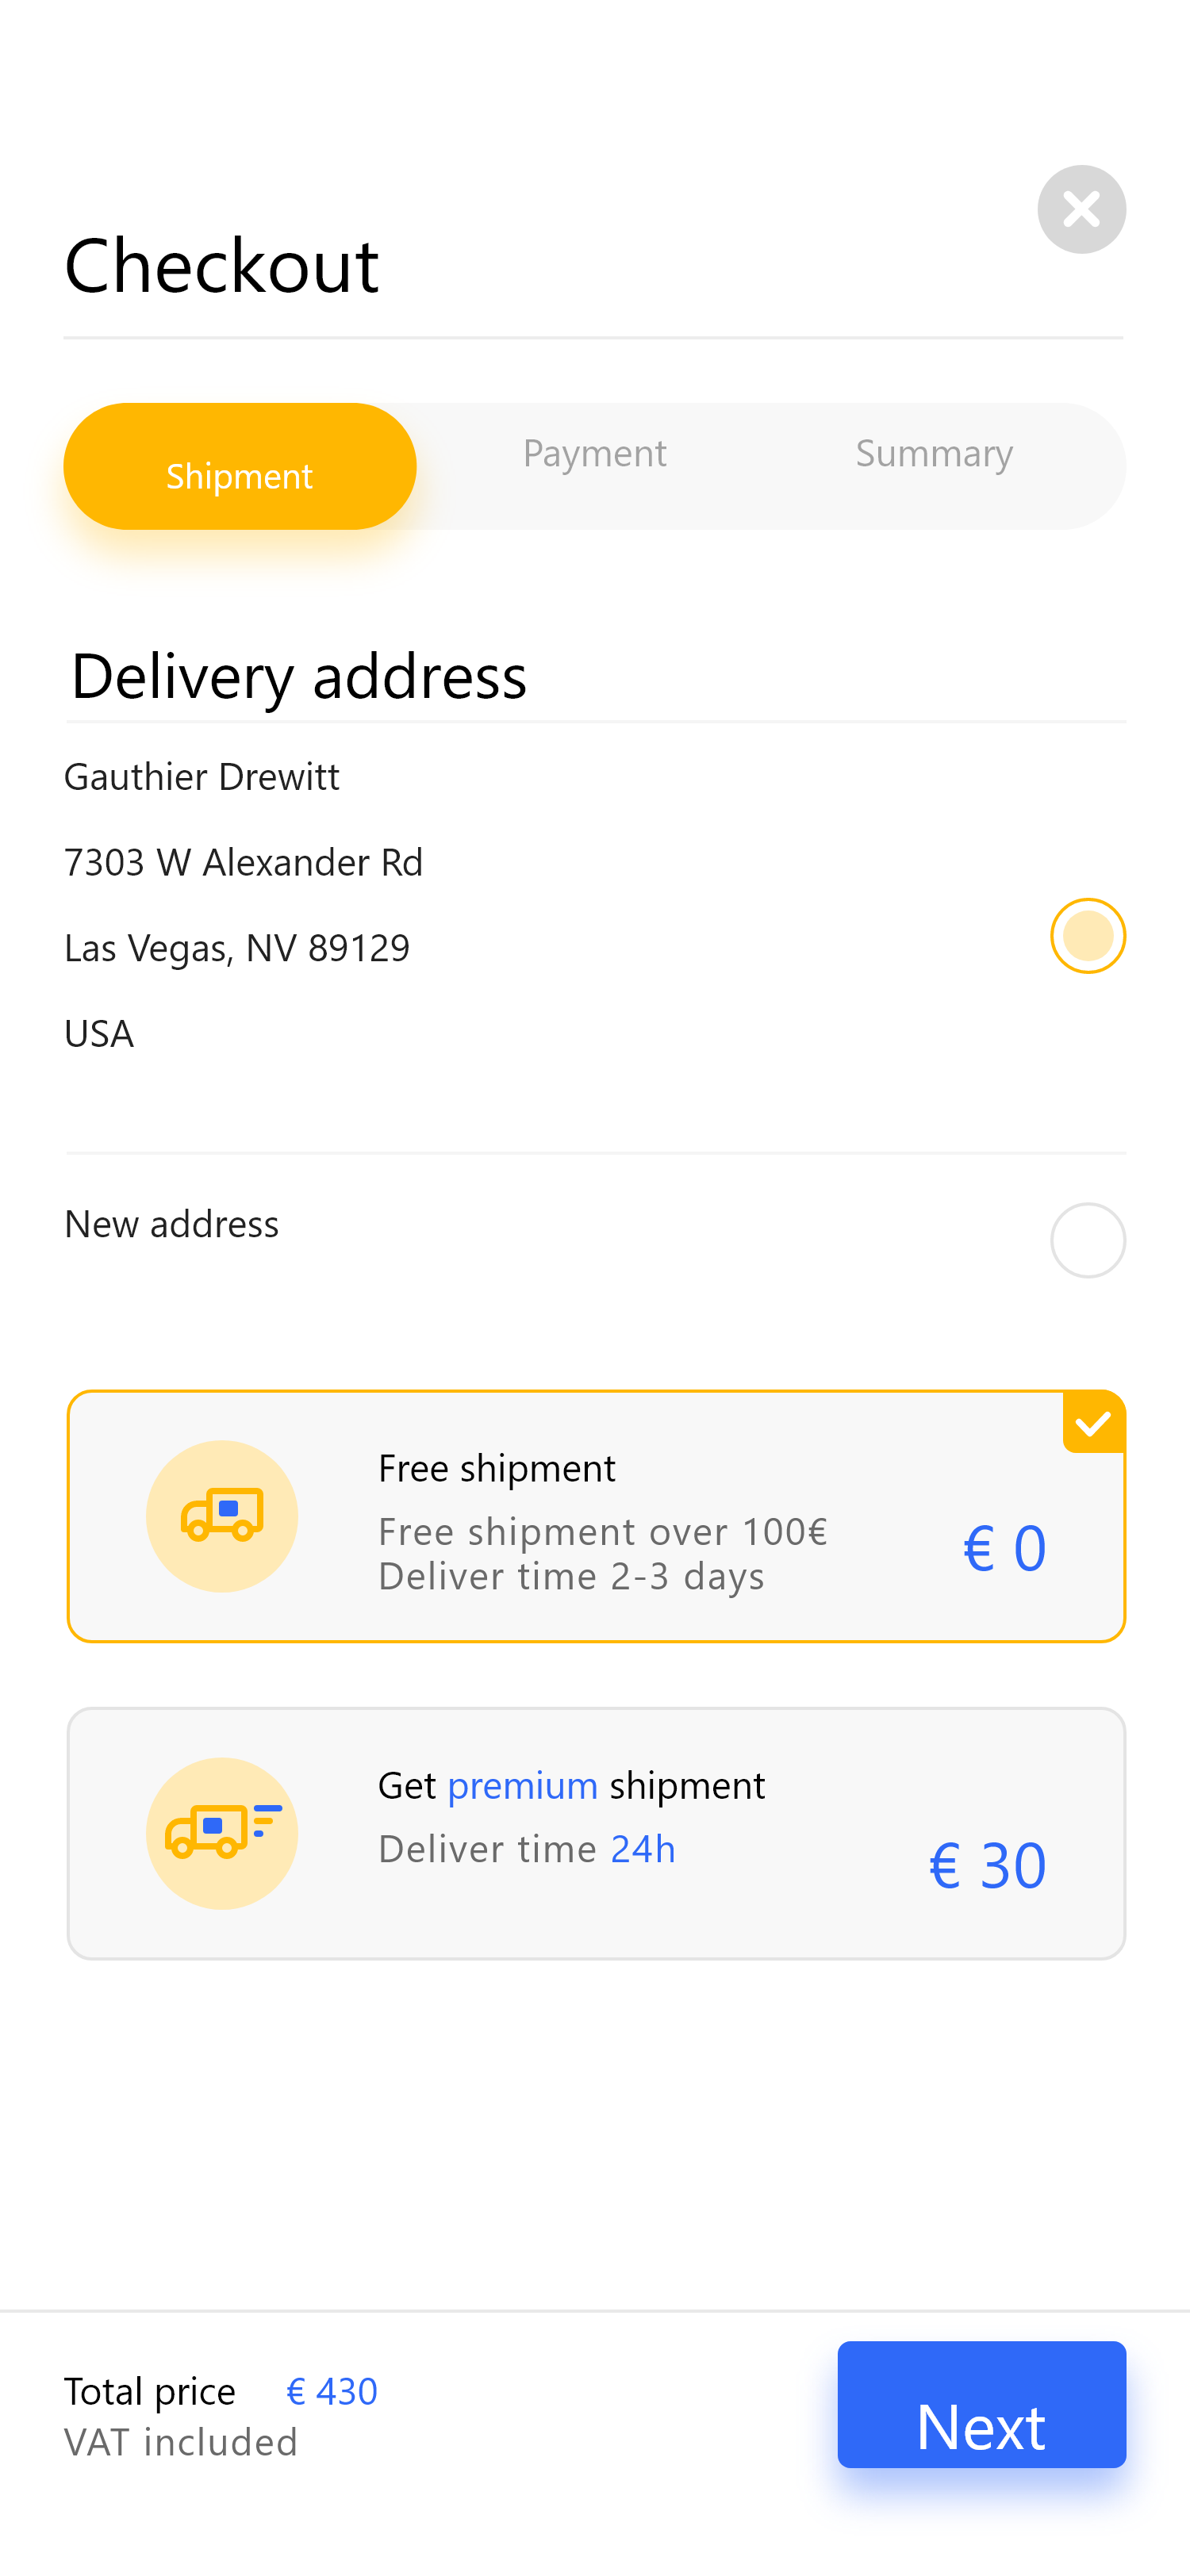 Checkout
Shipment
Payment
Summary
Delivery address
Gauthier Drewitt
7303 W Alexander Rd
Las Vegas, NV 89129
USA
New address
Free shipment
Free shipment over 100€
Deliver time 2-3 days
€ 0
Get premium shipment
Deliver time 24h
€ 30
Total price € 430
VAT included
Next